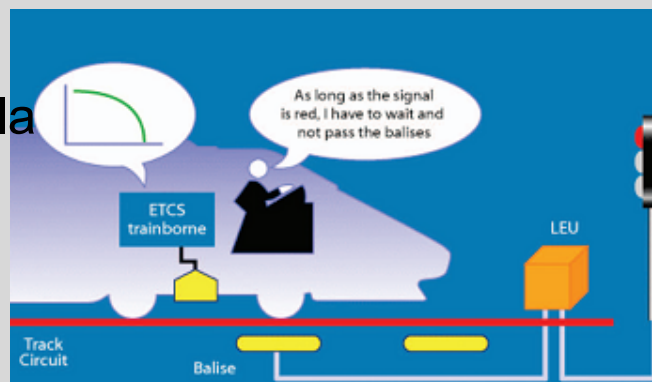 la
As long as the signal
is red, I have to wait and
not pass the balises
ETCS
trainborne
LEU
Track
Circuit
Balise